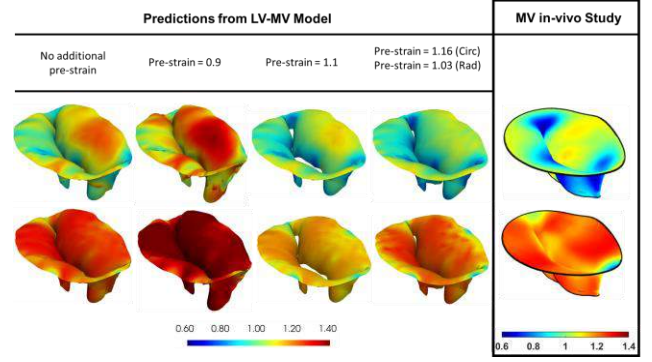 Predictions from LV-MV Model
MV in-vivo Study
No additional
pre-strain
Pre-strain = 0.9
Pre-strain = 1.1
Pre-strain = 1.16 (Circ)
Pre-strain = 1.03 (Rad)
0.60 0.80 1.00 1.20 1.40
0.6 0.8 1 1.2 1.4